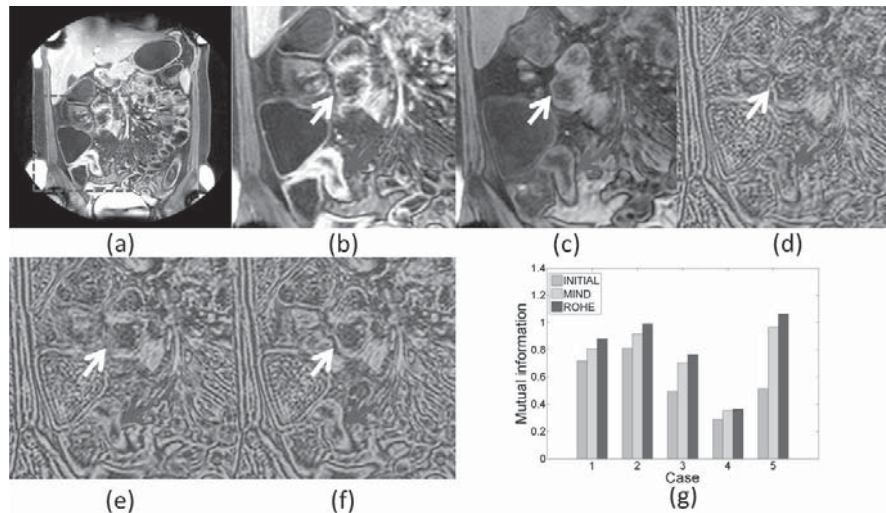 (a)
(b)
(c)
(d)
(e)
(f)
1.4
1.2
1
0.8
0.6
0.4
0.2
0
Mutual information
INITIAL
MIND
ROHE
1 2 3 4 5
Case
(g)